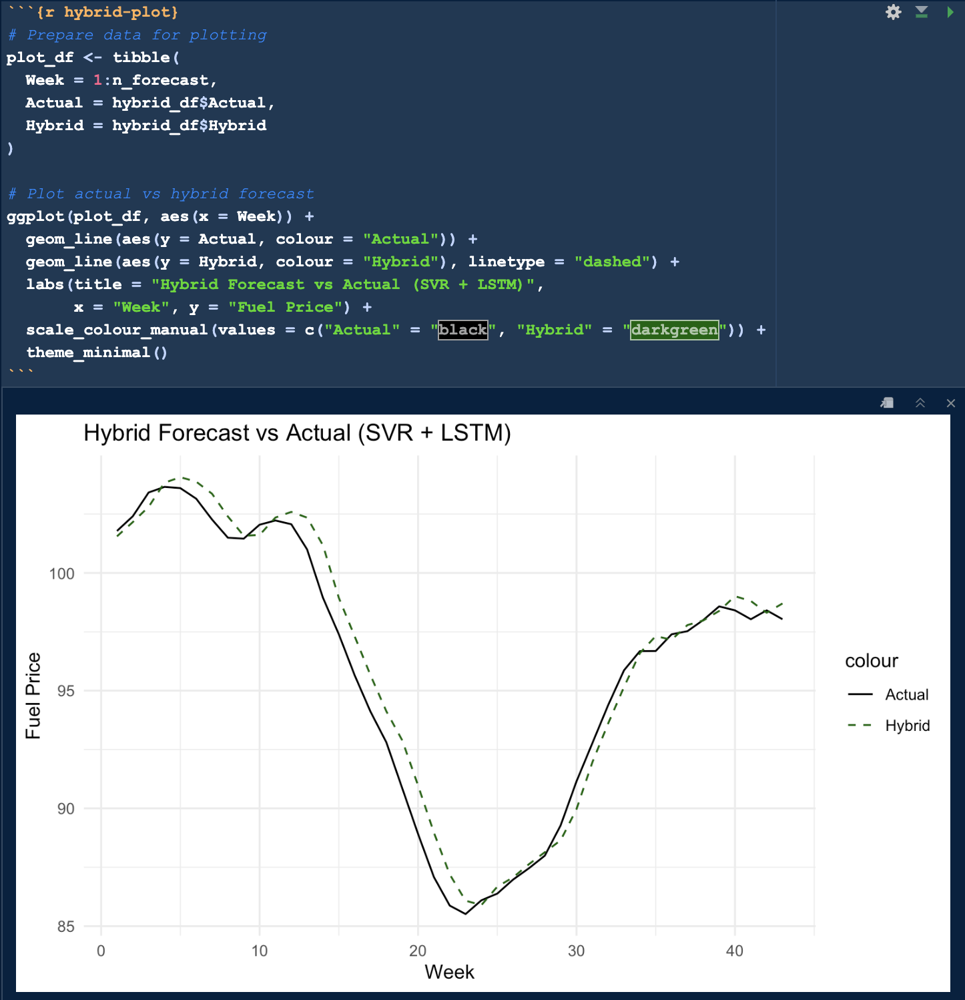 ```{r hybrid-plot}
# Prepare data for plotting
plot_df <- tibble(
  Week = 1:n_forecast,
  Actual = hybrid_df$Actual,
  Hybrid = hybrid_df$Hybrid
)

# Plot actual vs hybrid forecast
ggplot(plot_df, aes(x = Week)) +
  geom_line(aes(y = Actual, colour = "Actual")) +
  geom_line(aes(y = Hybrid, colour = "Hybrid"), linetype = "dashed") +
  labs(title = "Hybrid Forecast vs Actual (SVR + LSTM)",
       x = "Week", y = "Fuel Price") +
  scale_colour_manual(values = c("Actual" = "black", "Hybrid" = "darkgreen")) +
  theme_minimal()
```
Hybrid Forecast vs Actual (SVR + LSTM)
100
95
90
85
Fuel Price
0 10 20 30 40
Week
colour
Actual
Hybrid